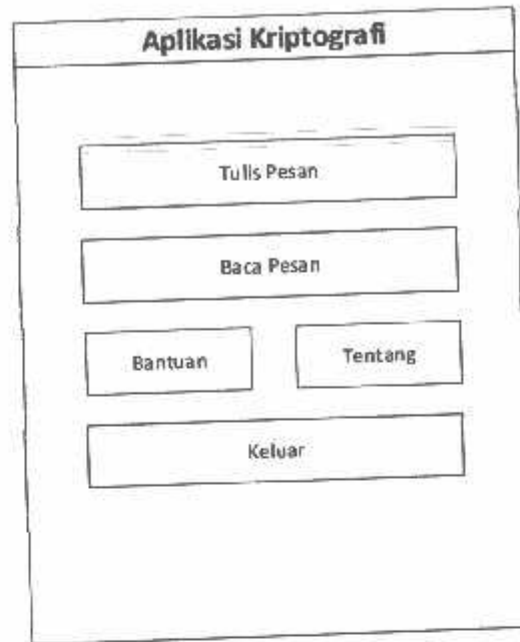 Aplikasi Kriptografi
Tulis Pesan
Baca Pesan
Bantuan
Tentang
Keluar